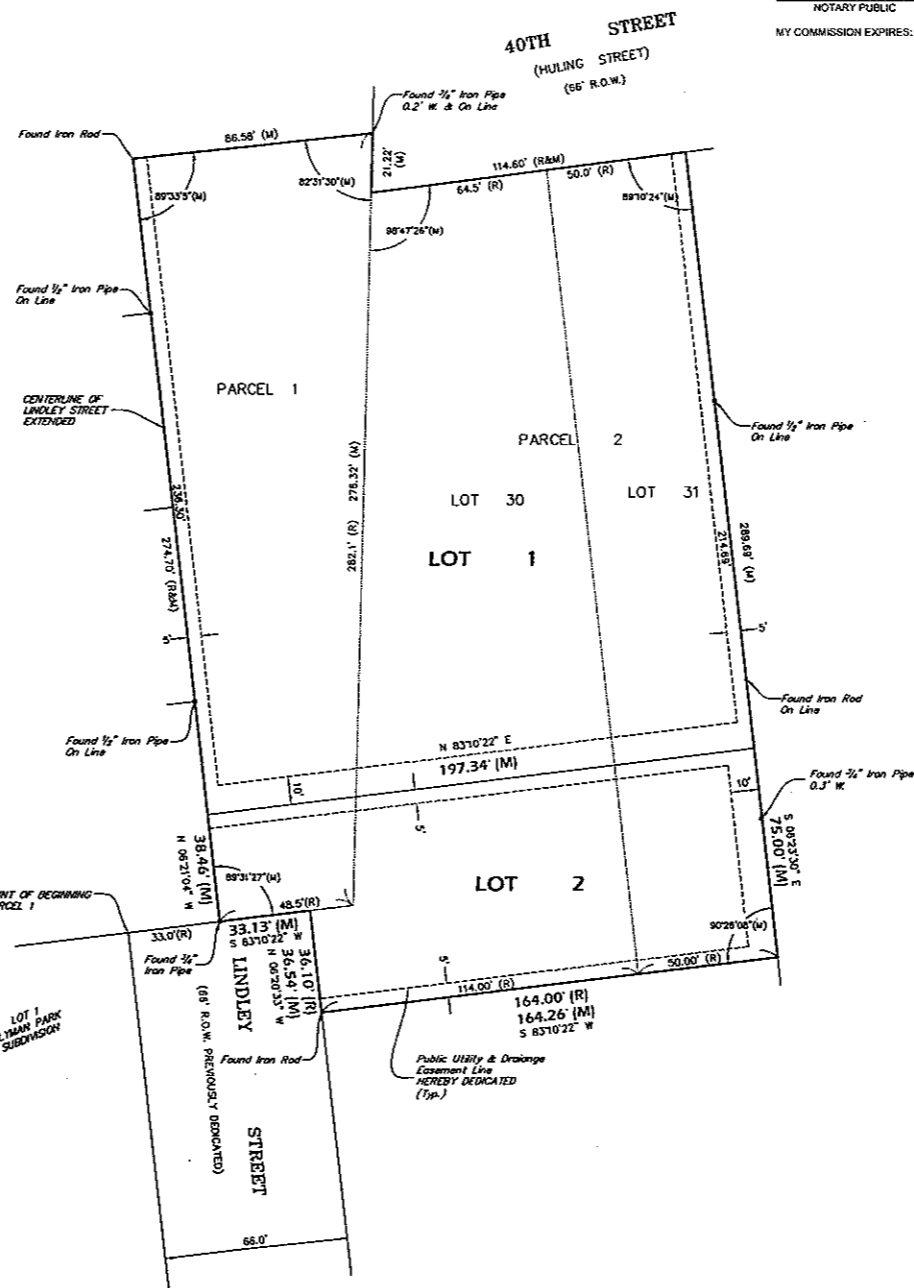 NOTARY PUBLIC
MY COMMISSION EXPIRES:
40TH STREET
(HULING STREET)
(66' R.O.W.)
Found ¾" Iron Pipe
0.2' W. & On Line
Found Iron Rod
86.58' (M)
21.22'
(M)
114.60' (R&M)
64.5' (R)
50.0' (R)
89°33'5"(M)
82°31'30"(M)
98°47'26"(M)
89°10'24"(M)
Found ½" Iron Pipe
On Line
CENTERLINE OF
LINDLEY STREET
EXTENDED
PARCEL 1
PARCEL 2
Found ½" Iron Pipe
On Line
LOT 30
LOT 31
LOT 1
236.30'
274.70' (R&M)
282.1' (R)
276.32' (M)
214.69'
289.69' (M)
5'
5'
Found Iron Rod
On Line
Found ½" Iron Pipe
On Line
N 83°10'22" E
197.34' (M)
10'
5'
10'
Found ¾" Iron Pipe
0.3' W.
S 06°23'30" E
75.00' (M)
38.46' (M)
N 06°21'04" W
89°31'27"(M)
LOT 2
INT OF BEGINNING
RCEL 1
33.0'(R)
48.5'(R)
33.13' (M)
S 83°10'22" W
Found ¾"
Iron Pipe
36.10' (R)
36.54' (M)
N 06°20'33" W
90°26'08"(M)
5'
114.00' (R)
50.00' (R)
164.00' (R)
164.26' (M)
S 83°10'22" W
LOT 1
LYMAN PARK
SUBDIVISION
LINDLEY STREET
(66' R.O.W. PREVIOUSLY DEDICATED)
Found Iron Rod
Public Utility & Drainage
Easement Line
HEREBY DEDICATED
(Typ.)
66.0'